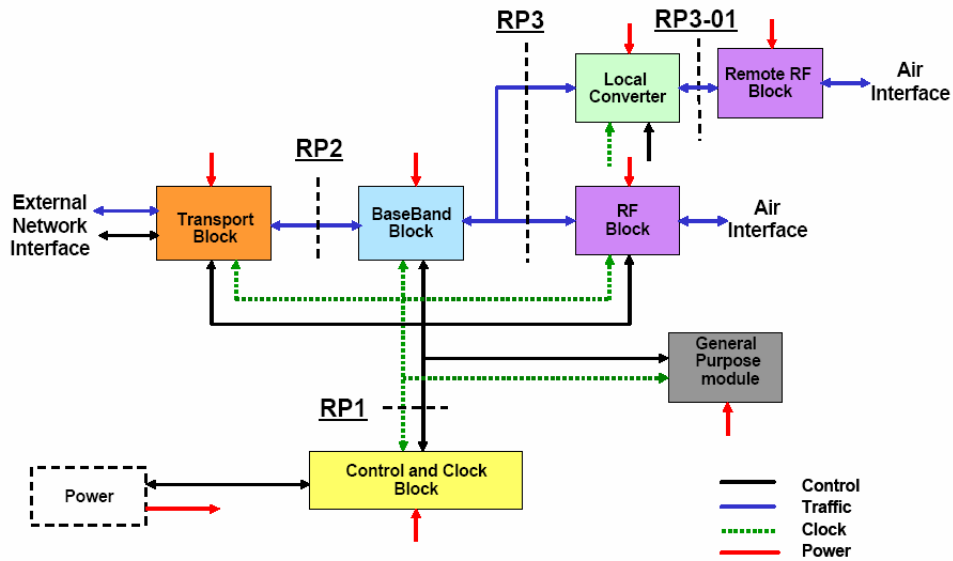 RP3
RP3-01
Local
Converter
Remote RF
Block
Air
Interface
RP2
External
Network
Interface
Transport
Block
BaseBand
Block
RF
Block
Air
Interface
General
Purpose
module
RP1
Control and Clock
Block
Power
Control
Traffic
Clock
Power